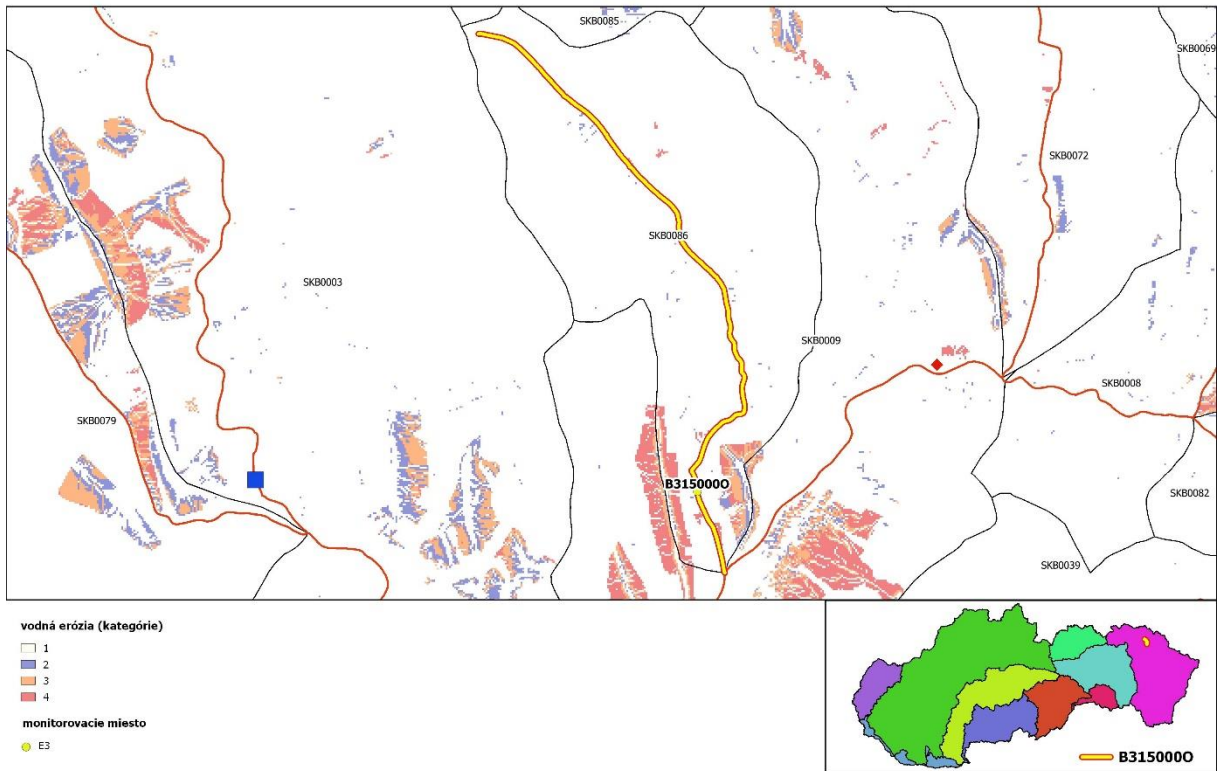 SKB0085
SKB0069
SKB0072
SKB0086
SKB0003
SKB0009
SKB0008
SKB0079
B315000O
SKB0082
SKB0039
vodná erózia (kategórie)
1
2
3
4
monitorovacie miesto
E3
B315000O